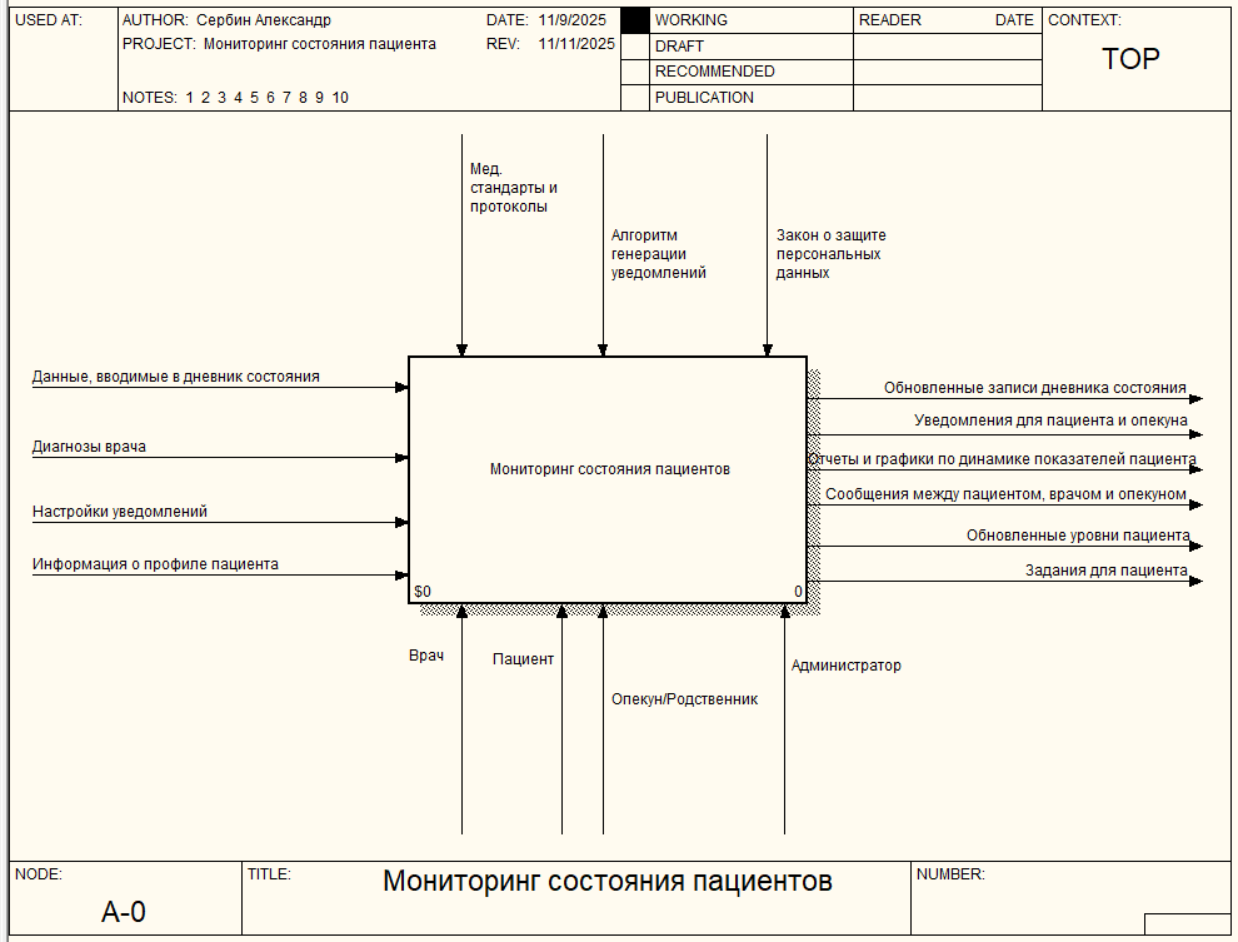 USED AT:
AUTHOR: Сербин Александр
DATE: 11/9/2025
PROJECT: Мониторинг состояния пациента
REV: 11/11/2025
NOTES: 1 2 3 4 5 6 7 8 9 10
WORKING
DRAFT
RECOMMENDED
PUBLICATION
READER DATE
CONTEXT:
TOP
Мед.
стандарты и
протоколы
Алгоритм
генерации
уведомлений
Закон о защите
персональных
данных
Данные, вводимые в дневник состояния
Диагнозы врача
Настройки уведомлений
Информация о профиле пациента
Мониторинг состояния пациентов
$0
0
Обновленные записи дневника состояния
Уведомления для пациента и опекуна
Отчеты и графики по динамике показателей пациента
Сообщения между пациентом, врачом и опекуном
Обновленные уровни пациента
Задания для пациента
Врач
Пациент
Опекун/Родственник
Администратор
NODE:
A-0
TITLE:
Мониторинг состояния пациентов
NUMBER: